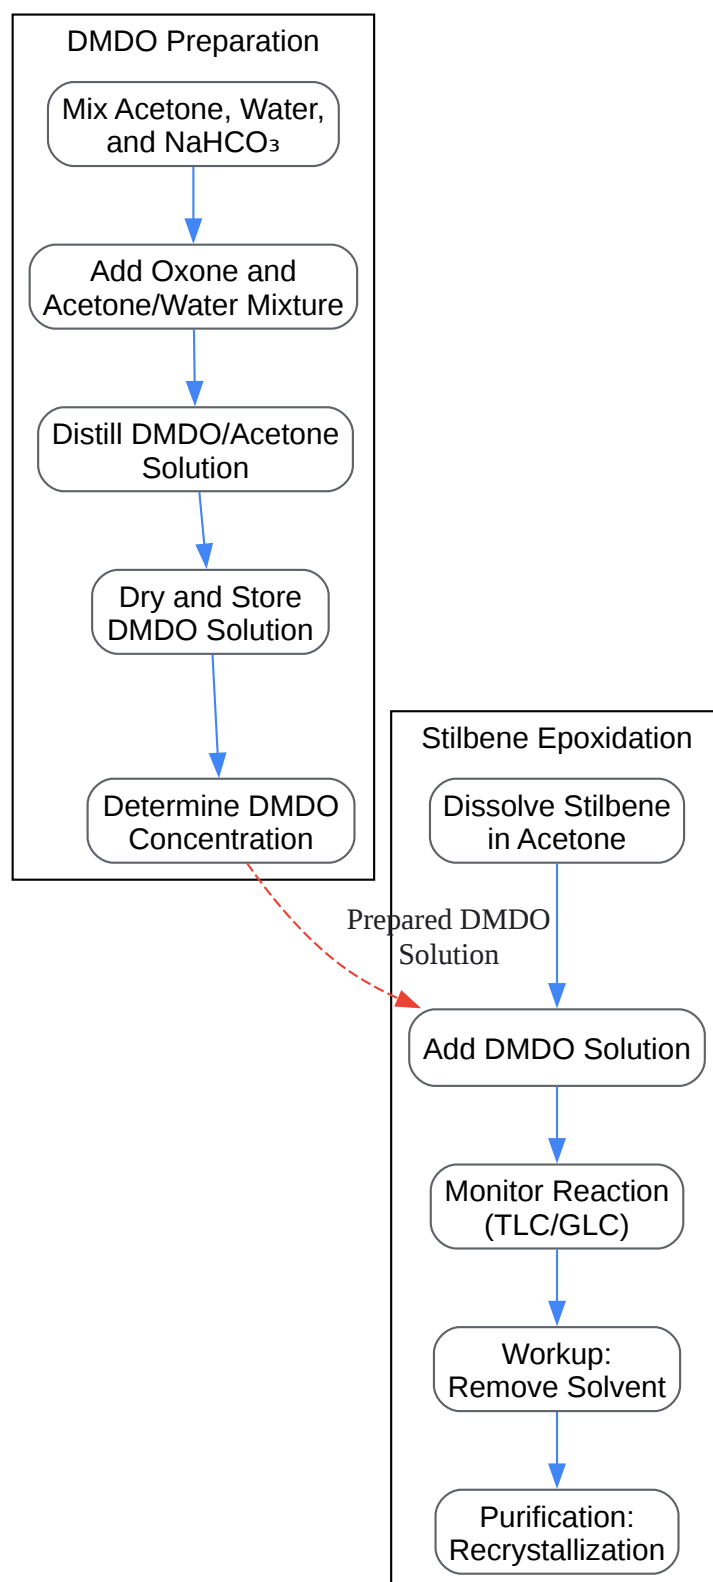 DMDO Preparation
Mix Acetone, Water,
and NaHCO₃
Add Oxone and
Acetone/Water Mixture
Distill DMDO/Acetone
Solution
Dry and Store
DMDO Solution
Determine DMDO
Concentration
Stilbene Epoxidation
Dissolve Stilbene
in Acetone
Prepared DMDO
Solution
Add DMDO Solution
Monitor Reaction
(TLC/GLC)
Workup:
Remove Solvent
Purification:
Recrystallization